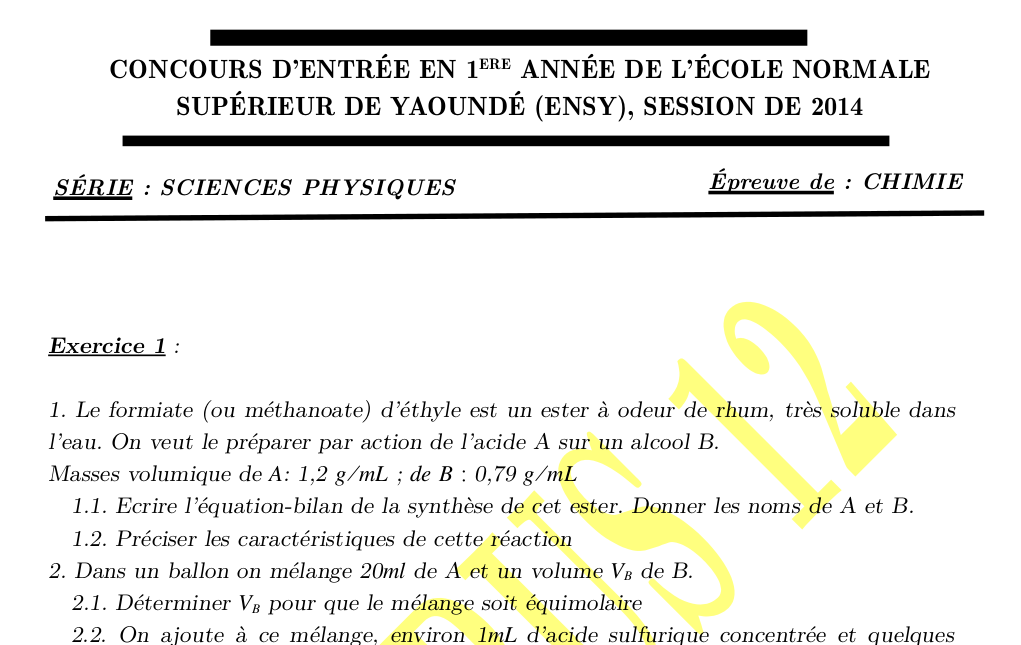 CONCOURS D'ENTRÉE EN 1ERE ANNÉE DE L'ÉCOLE NORMALE
SUPÉRIEUR DE YAOUNDÉ (ENSY), SESSION DE 2014
SÉRIE : SCIENCES PHYSIQUES
Épreuve de : CHIMIE
Exercice 1 :
1. Le formiate (ou méthanoate) d'éthyle est un ester à odeur de rhum, très soluble dans
l'eau. On veut le préparer par action de l'acide A sur un alcool B.
Masses volumique de A: 1,2 g/mL ; de B : 0,79 g/mL
1.1. Ecrire l'équation-bilan de la synthèse de cet ester. Donner les noms de A et B.
1.2. Préciser les caractéristiques de cette réaction
2. Dans un ballon on mélange 20ml de A et un volume VB de B.
2.1. Déterminer VB pour que le mélange soit équimolaire
2.2. On ajoute à ce mélange, environ 1mL d'acide sulfurique concentrée et quelques